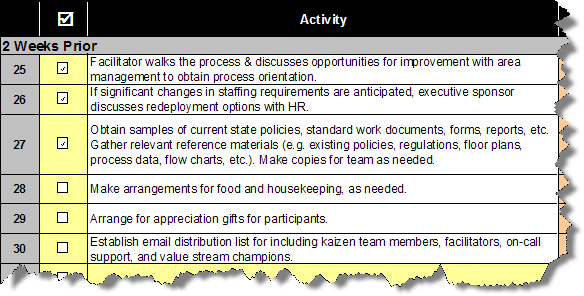 Activity
2 Weeks Prior
25 Facilitator walks the process & discusses opportunities for improvement with area
management to obtain process orientation.
26 If significant changes in staffing requirements are anticipated, executive sponsor
discusses redeployment options with HR.
27 Obtain samples of current state policies, standard work documents, forms, reports, etc.
Gather relevant reference materials (e.g. existing policies, regulations, floor plans,
process data, flow charts, etc.). Make copies for team as needed.
28 Make arrangements for food and housekeeping, as needed.
29 Arrange for appreciation gifts for participants.
30 Establish email distribution list for including kaizen team members, facilitators, on-call
support, and value stream champions.